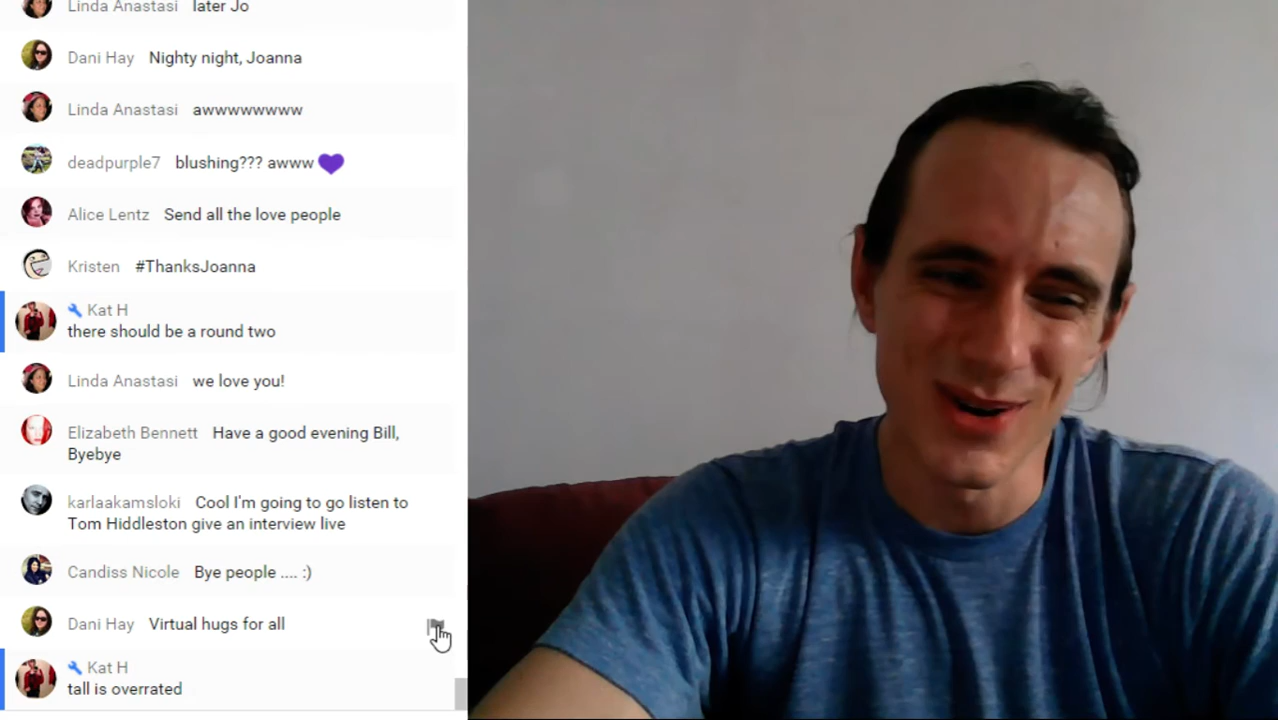 Linda Anastasi later Jo
Dani Hay Nighty night, Joanna
Linda Anastasi awwwwwwww
deadpurple7 blushing??? awww 💜
Alice Lentz Send all the love people
Kristen #ThanksJoanna
Kat H
there should be a round two
Linda Anastasi we love you!
Elizabeth Bennett Have a good evening Bill,
Byebye
karlaakamsloki Cool I'm going to go listen to
Tom Hiddleston give an interview live
Candiss Nicole Bye people .... :)
Dani Hay Virtual hugs for all
Kat H
tall is overrated